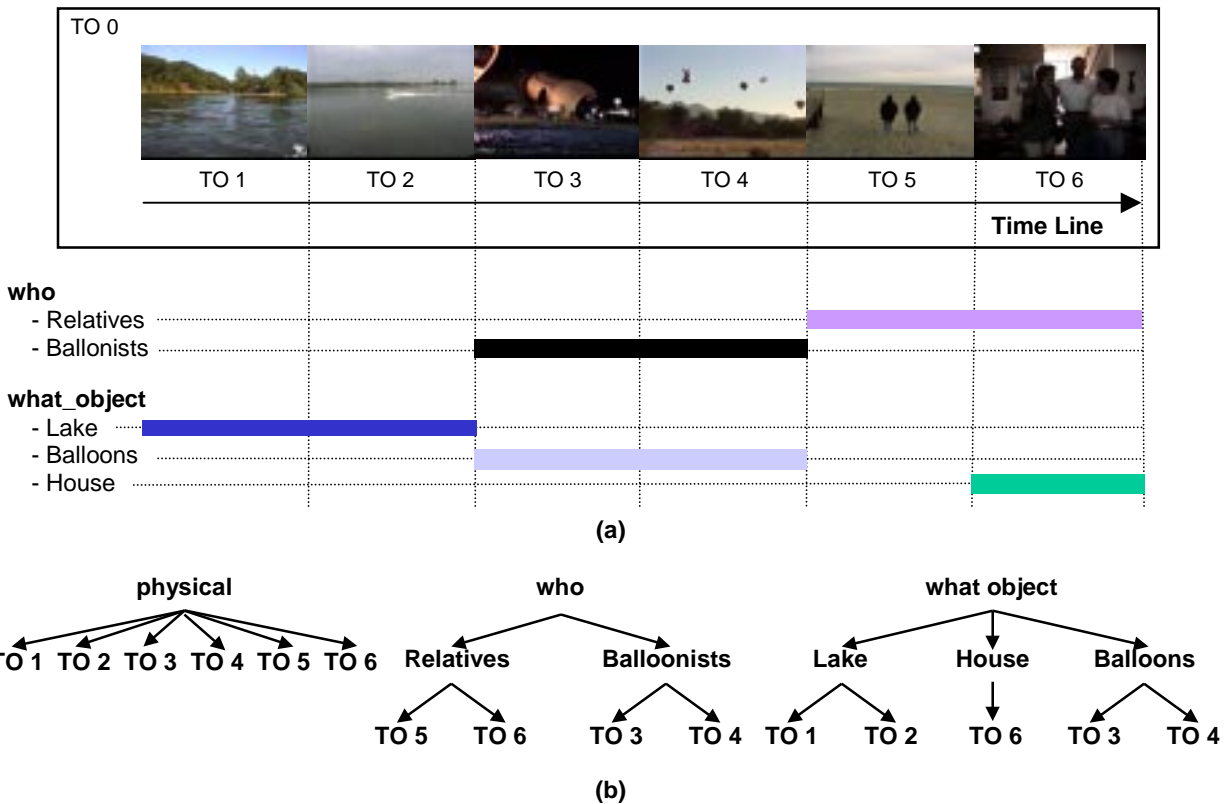 TO 0
TO 1 TO 2 TO 3 TO 4 TO 5 TO 6
Time Line
who
- Relatives
- Ballonists
what_object
- Lake
- Balloons
- House
(a)
physical who what object
TO 1 TO 2 TO 3 TO 4 TO 5 TO 6 Relatives Balloonists Lake House Balloons
TO 5 TO 6 TO 3 TO 4 TO 1 TO 2 TO 6 TO 3 TO 4
(b)